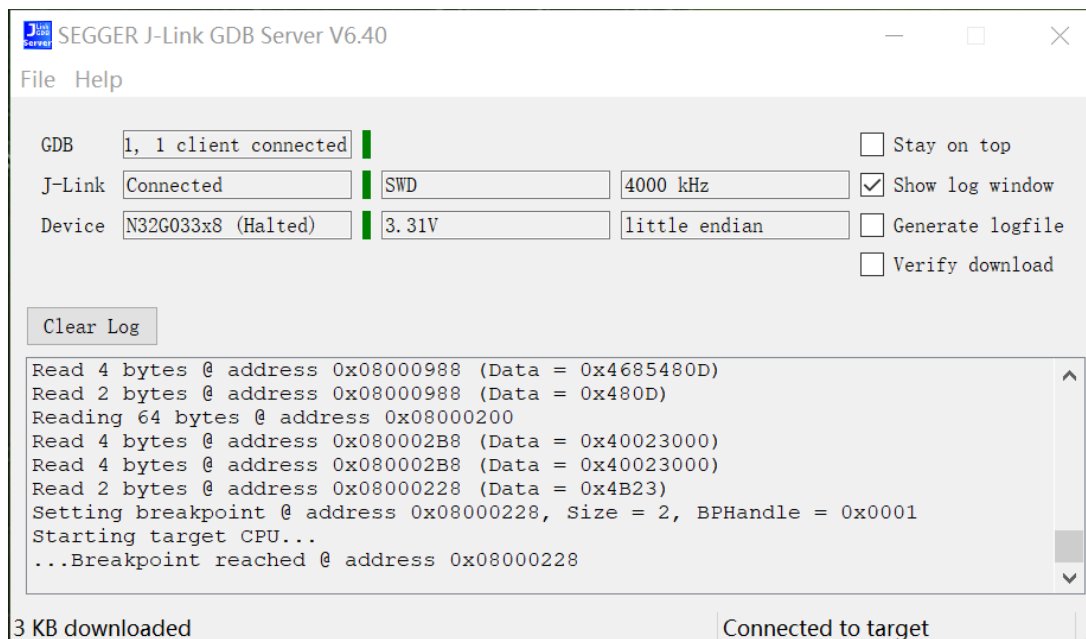 J-Link GDB Server
SEGGER J-Link GDB Server V6.40
File Help
GDB 1, 1 client connected Stay on top
J-Link Connected SWD 4000 kHz Show log window
Device N32G033x8 (Halted) 3.31V little endian Generate logfile
Verify download
Clear Log
Read 4 bytes @ address 0x08000988 (Data = 0x4685480D)
Read 2 bytes @ address 0x08000988 (Data = 0x480D)
Reading 64 bytes @ address 0x08000200
Read 4 bytes @ address 0x080002B8 (Data = 0x40023000)
Read 4 bytes @ address 0x080002B8 (Data = 0x40023000)
Read 2 bytes @ address 0x08000228 (Data = 0x4B23)
Setting breakpoint @ address 0x08000228, Size = 2, BPHandle = 0x0001
Starting target CPU...
...Breakpoint reached @ address 0x08000228
3 KB downloaded Connected to target